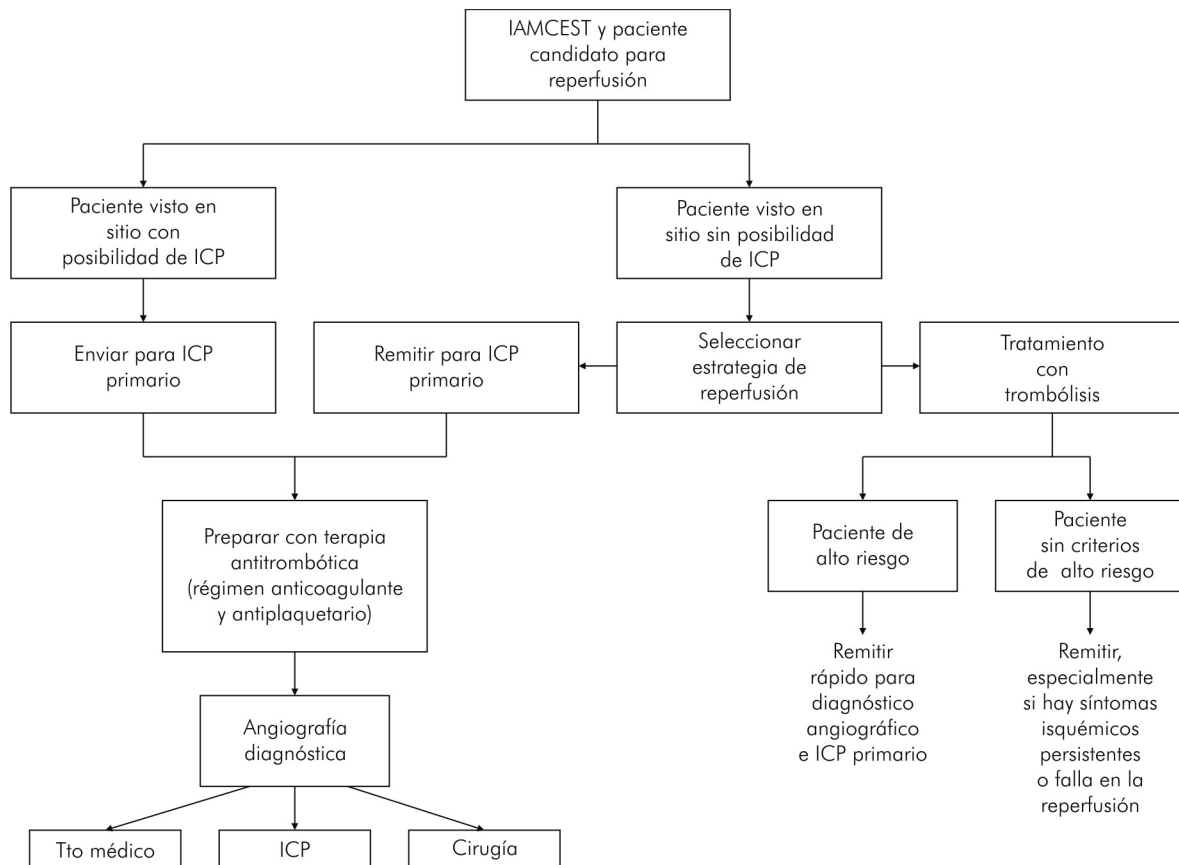 IAMCEST y paciente
candidato para
reperfusión
Paciente visto en
sitio con
posibilidad de ICP
Paciente visto en
sitio sin posibilidad
de ICP
Enviar para ICP
primario
Remitir para ICP
primario
Seleccionar
estrategia de
reperfusión
Tratamiento
con
trombólisis
Preparar con terapia
antitrombótica
(régimen anticoagulante
y antiplaquetario)
Paciente de
alto riesgo
Paciente
sin criterios
de alto riesgo
Remitir
rápido para
diagnóstico
angiográfico
e ICP primario
Remitir,
especialmente
si hay síntomas
isquémicos
persistentes
o falla en la
reperfusión
Angiografía
diagnóstica
Tto médico
ICP
Cirugía